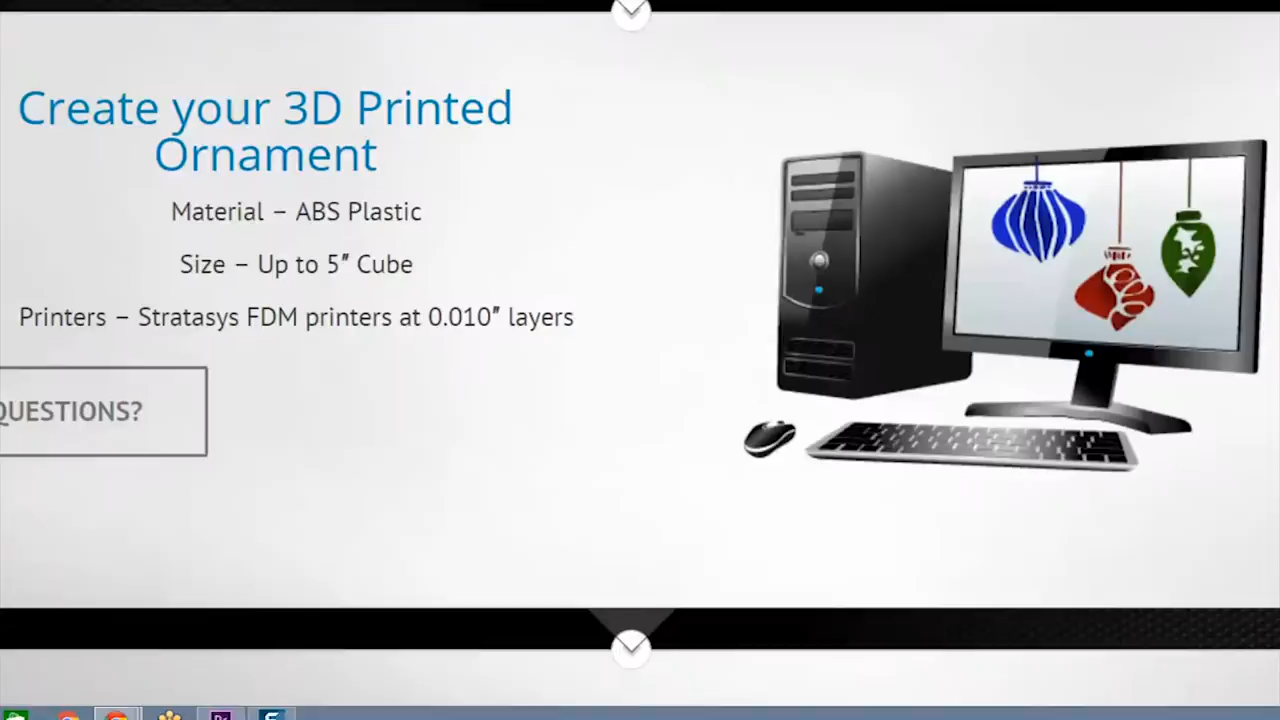 Create your 3D Printed
Ornament
Material – ABS Plastic
Size – Up to 5″ Cube
Printers – Stratasys FDM printers at 0.010″ layers
QUESTIONS?
Pr